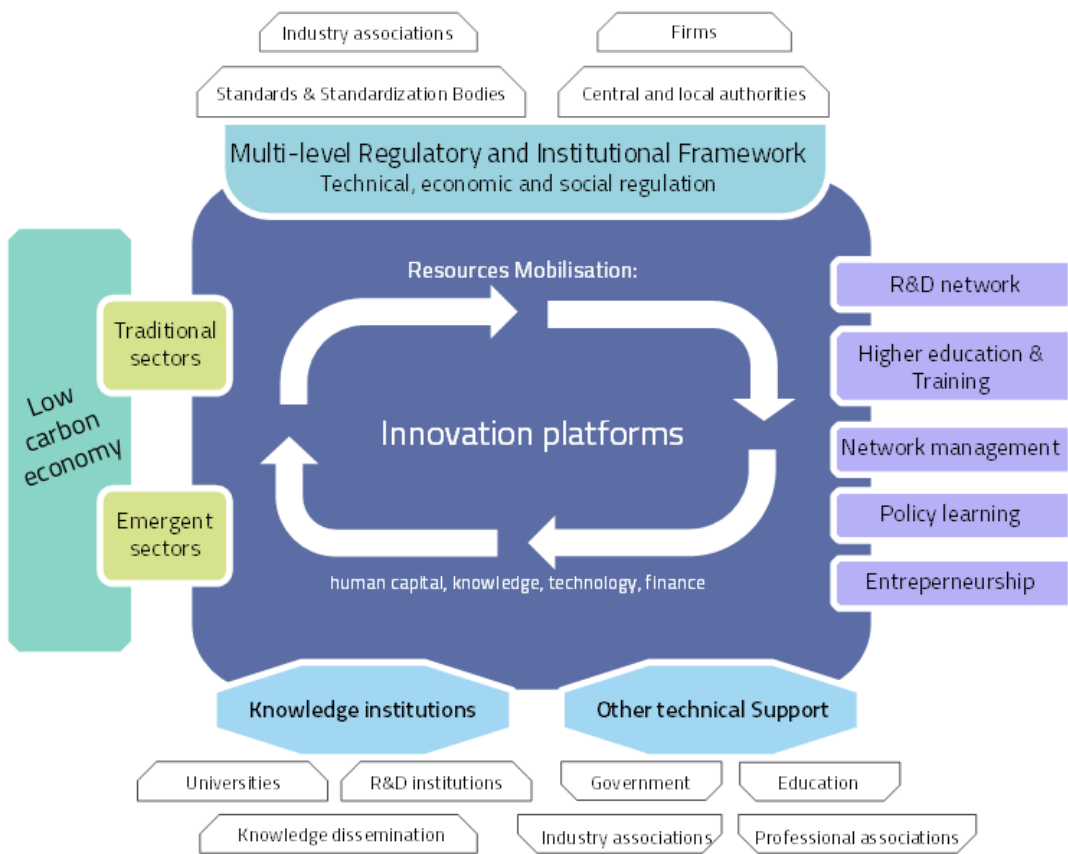 Industry associations
Firms
Standards & Standardization Bodies
Central and local authorities
Multi-level Regulatory and Institutional Framework
Technical, economic and social regulation
Low
carbon
economy
Traditional
sectors
Emergent
sectors
Resources Mobilisation:
Innovation platforms
human capital, knowledge, technology, finance
R&D network
Higher education &
Training
Network management
Policy learning
Entreperneurship
Knowledge institutions
Other technical Support
Universities
R&D institutions
Government
Education
Knowledge dissemination
Industry associations
Professional associations